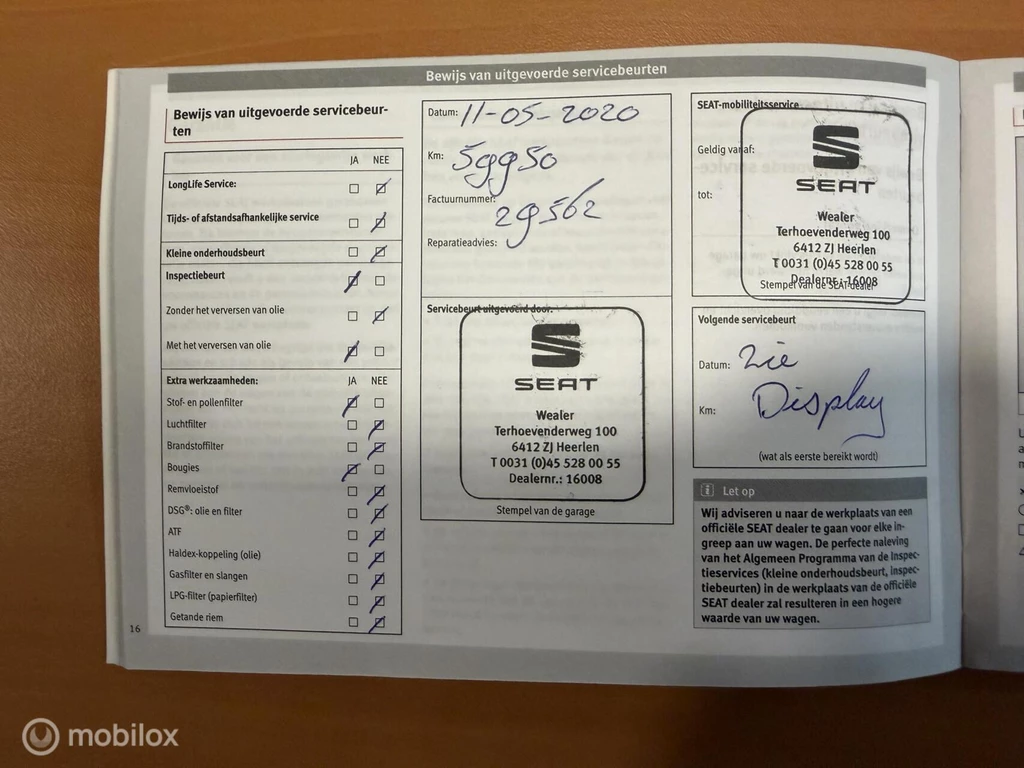 Bewijs van uitgevoerde servicebeurten
Bewijs van uitgevoerde servicebeur-
ten
JA NEE
LongLife Service:
Tijds- of afstandsafhankelijke service
Kleine onderhoudsbeurt
Inspectiebeurt
Zonder het verversen van olie
Met het verversen van olie
Extra werkzaamheden: JA NEE
Stof- en pollenfilter
Luchtfilter
Brandstoffilter
Bougies
Remvloeistof
DSG®: olie en filter
ATF
Haldex-koppeling (olie)
Gasfilter en slangen
LPG-filter (papierfilter)
Getande riem
16
Datum: 11-05-2020
Km: 59950
Factuurnummer: 29562
Reparatieadvies:
Servicebeurt uitgevoerd door:
SEAT
Wealer
Terhoevenderweg 100
6412 ZJ Heerlen
T 0031 (0)45 528 00 55
Dealernr.: 16008
Stempel van de garage
SEAT-mobiliteitsservice
Geldig vanaf:
tot:
SEAT
Wealer
Terhoevenderweg 100
6412 ZJ Heerlen
T 0031 (0)45 528 00 55
Dealernr.: 16008
Stempel van de SEAT-dealer
Volgende servicebeurt
Datum: Zie
Km: Display
(wat als eerste bereikt wordt)
Let op
Wij adviseren u naar de werkplaats van een
officiële SEAT dealer te gaan voor elke in-
greep aan uw wagen. De perfecte naleving
van het Algemeen Programma van de Inspec-
tieservices (kleine onderhoudsbeurt, inspec-
tiebeurten) in de werkplaats van de officiële
SEAT dealer zal resulteren in een hogere
waarde van uw wagen.
mobilox